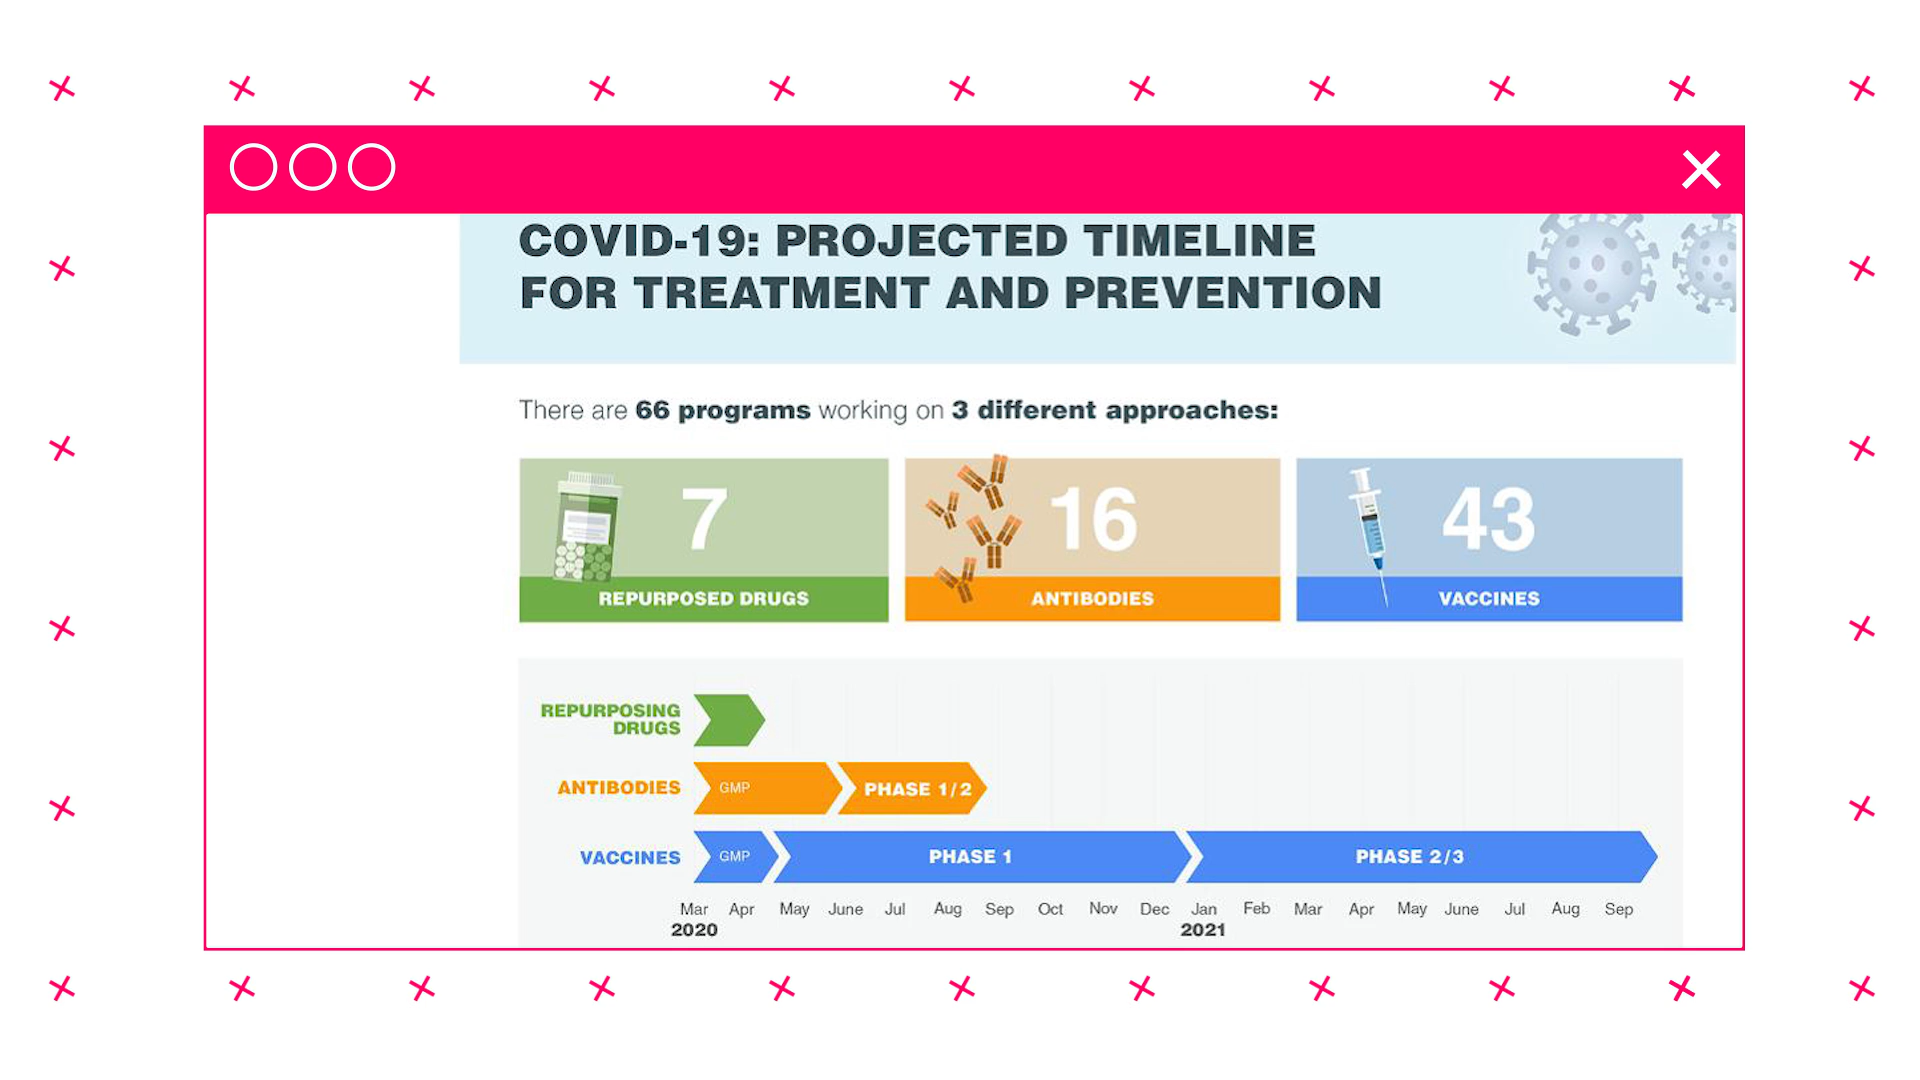 COVID-19: PROJECTED TIMELINE
FOR TREATMENT AND PREVENTION
There are 66 programs working on 3 different approaches:
7
REPURPOSED DRUGS
16
ANTIBODIES
43
VACCINES
REPURPOSING
DRUGS
ANTIBODIES GMP PHASE 1/2
VACCINES GMP PHASE 1 PHASE 2/3
Mar Apr May June Jul Aug Sep Oct Nov Dec Jan Feb Mar Apr May June Jul Aug Sep
2020 2021